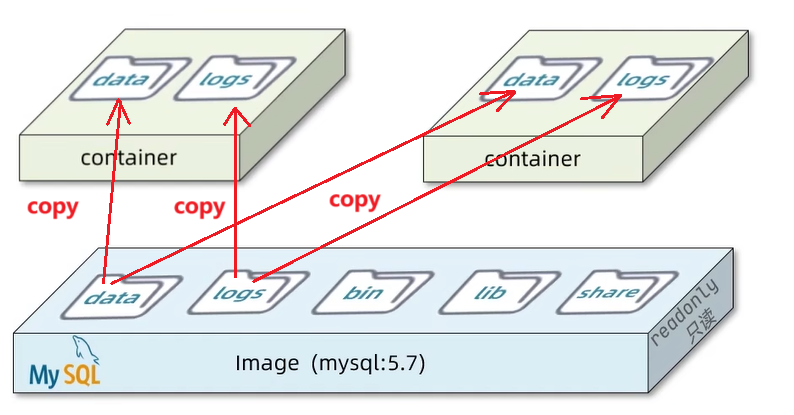 data logs
data logs
container
container
copy
copy
copy
data logs bin lib share
readonly
只读
MySQL
Image (mysql:5.7)